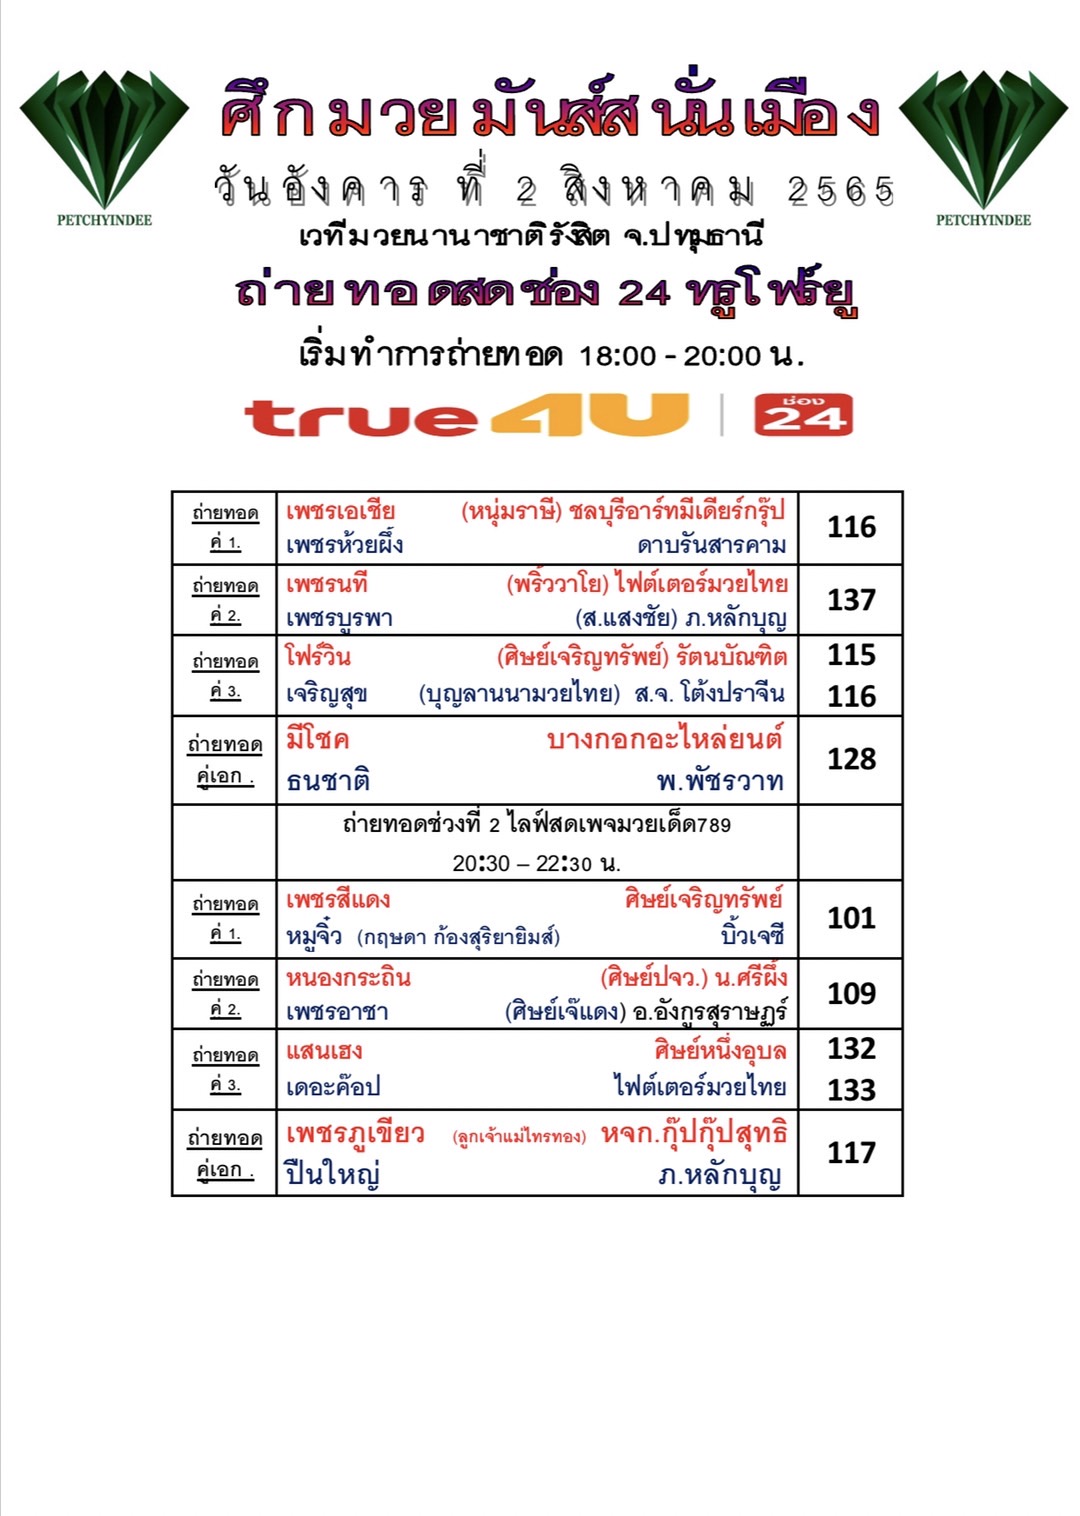 ศึกมวยมันส์สนั่นเมือง
วันอังคาร ที่ 2 สิงหาคม 2565
PETCHYINDEE
PETCHYINDEE
เวทีมวยนานาชาติรังสิต จ.ปทุมธานี
ถ่ายทอดสดช่อง 24 ทรูโฟร์ยู
เริ่มทำการถ่ายทอด 18:00 - 20:00 น.
true4U | ช่อง 24
ถ่ายทอด เพชรเอเชีย (หนุ่มราษี) ชลบุรีอาร์ทมีเดียร์กรุ๊ป 116
คู่ 1. เพชรห้วยผึ้ง ดาบรันสารคาม
ถ่ายทอด เพชรนที (พริ้ววาโย) ไฟต์เตอร์มวยไทย 137
คู่ 2. เพชรบูรพา (ส.แสงชัย) ภ.หลักบุญ
ถ่ายทอด โฟร์วิน (ศิษย์เจริญทรัพย์) รัตนบัณฑิต 115
คู่ 3. เจริญสุข (บุญลานนามวยไทย) ส.จ. โต้งปราจีน 116
ถ่ายทอด มีโชค บางกอกอะไหล่ยนต์ 128
คู่เอก . ธนชาติ พ.พัชรวาท
ถ่ายทอดช่วงที่ 2 ไลฟ์สดเพจมวยเด็ด789
20:30 – 22:30 น.
ถ่ายทอด เพชรสีแดง ศิษย์เจริญทรัพย์ 101
คู่ 1. หมูจิ๋ว (กฤษดา ก้องสุริยายิมส์) บิ้วเจซี
ถ่ายทอด หนองกระถิน (ศิษย์ปจว.) น.ศรีผึ้ง 109
คู่ 2. เพชรอาชา (ศิษย์เจ๊แดง) อ.อังกูรสุราษฏร์
ถ่ายทอด แสนเฮง ศิษย์หนึ่งอุบล 132
คู่ 3. เดอะค๊อป ไฟต์เตอร์มวยไทย 133
ถ่ายทอด เพชรภูเขียว (ลูกเจ้าแม่ไทรทอง) หจก.กุ๊ปกุ๊ปสุทธิ 117
คู่เอก . ปืนใหญ่ ภ.หลักบุญ